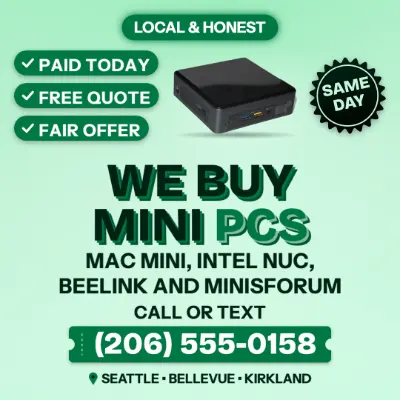 LOCAL & HONEST
PAID TODAY
FREE QUOTE
FAIR OFFER
SAME
DAY
WE BUY
MINI PCS
MAC MINI, INTEL NUC,
BEELINK AND MINISFORUM
CALL OR TEXT
(206) 555-0158
SEATTLE • BELLEVUE • KIRKLAND